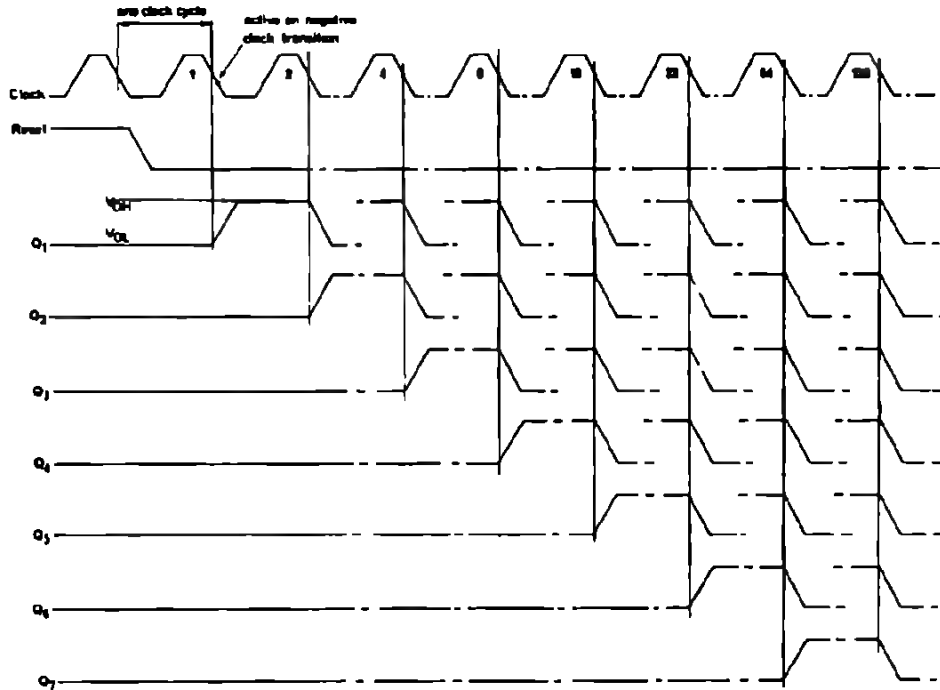 one clock cycle
active on negative
clock transition
1 2 4 8 16 32 64 128
Clock
Reset
VOH
VOL
Q1
Q2
Q3
Q4
Q5
Q6
Q7